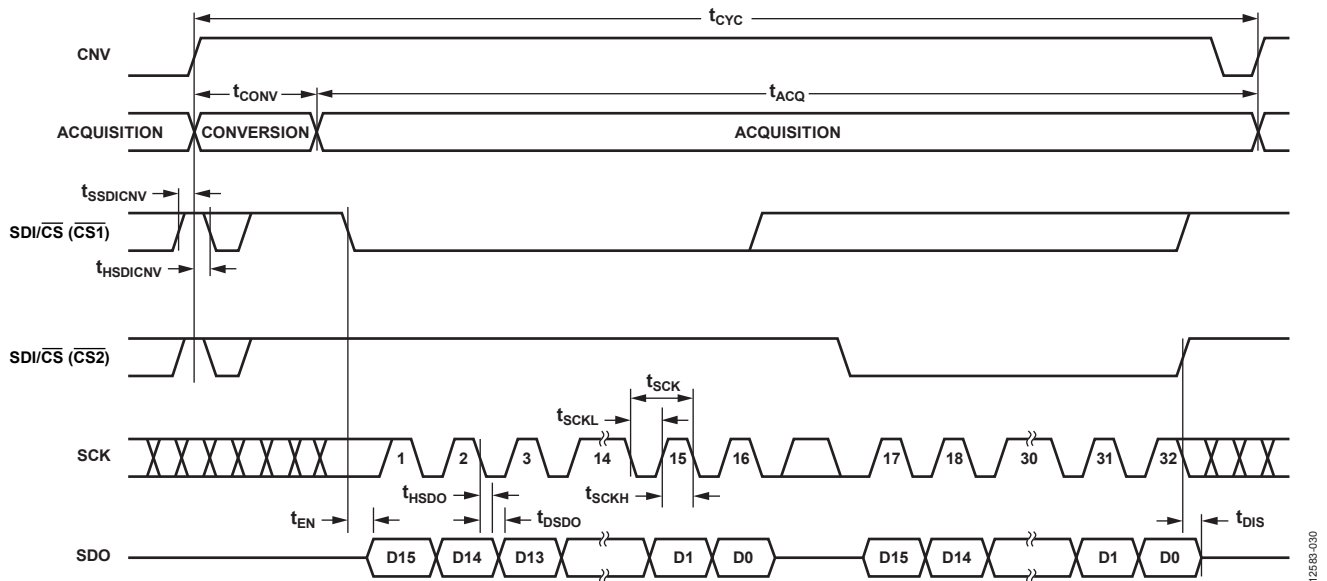 tCYC
CNV
tCONV
tACQ
ACQUISITION
CONVERSION
ACQUISITION
tSSDICNV
SDI/CS (CS1)
tHSDICNV
SDI/CS (CS2)
tSCK
tSCKL
SCK
1 2 3 14 15 16 17 18 30 31 32
tHSDO
tSCKH
tEN
tDSDO
tDIS
SDO
D15 D14 D13 D1 D0 D15 D14 D1 D0
12583-030